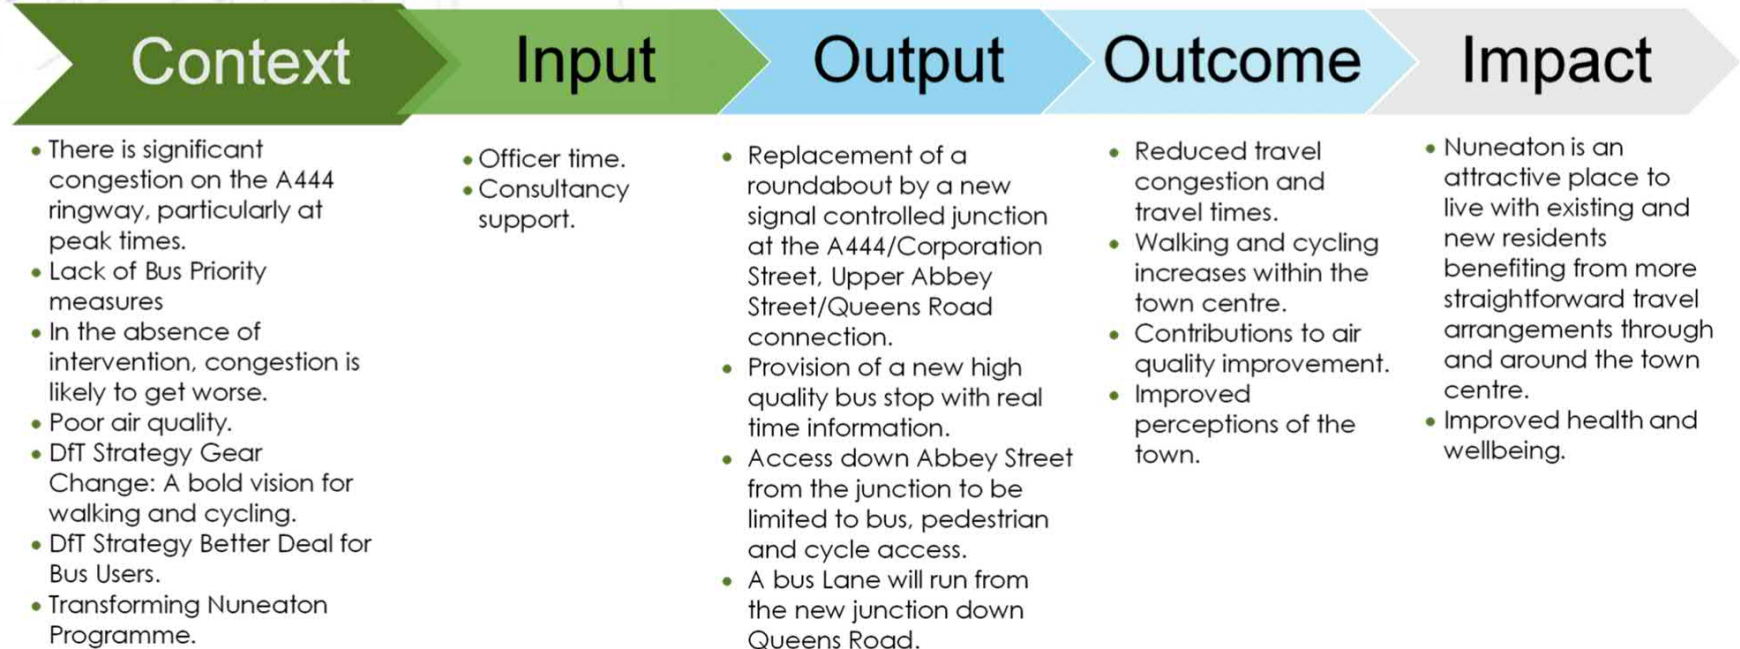 Context
Input
Output
Outcome
Impact
• There is significant
congestion on the A444
ringway, particularly at
peak times.
• Lack of Bus Priority
measures
• In the absence of
intervention, congestion is
likely to get worse.
• Poor air quality.
• DfT Strategy Gear
Change: A bold vision for
walking and cycling.
• DfT Strategy Better Deal for
Bus Users.
• Transforming Nuneaton
Programme.
• Officer time.
• Consultancy
support.
• Replacement of a
roundabout by a new
signal controlled junction
at the A444/Corporation
Street, Upper Abbey
Street/Queens Road
connection.
• Provision of a new high
quality bus stop with real
time information.
• Access down Abbey Street
from the junction to be
limited to bus, pedestrian
and cycle access.
• A bus Lane will run from
the new junction down
Queens Road.
• Reduced travel
congestion and
travel times.
• Walking and cycling
increases within the
town centre.
• Contributions to air
quality improvement.
• Improved
perceptions of the
town.
• Nuneaton is an
attractive place to
live with existing and
new residents
benefiting from more
straightforward travel
arrangements through
and around the town
centre.
• Improved health and
wellbeing.